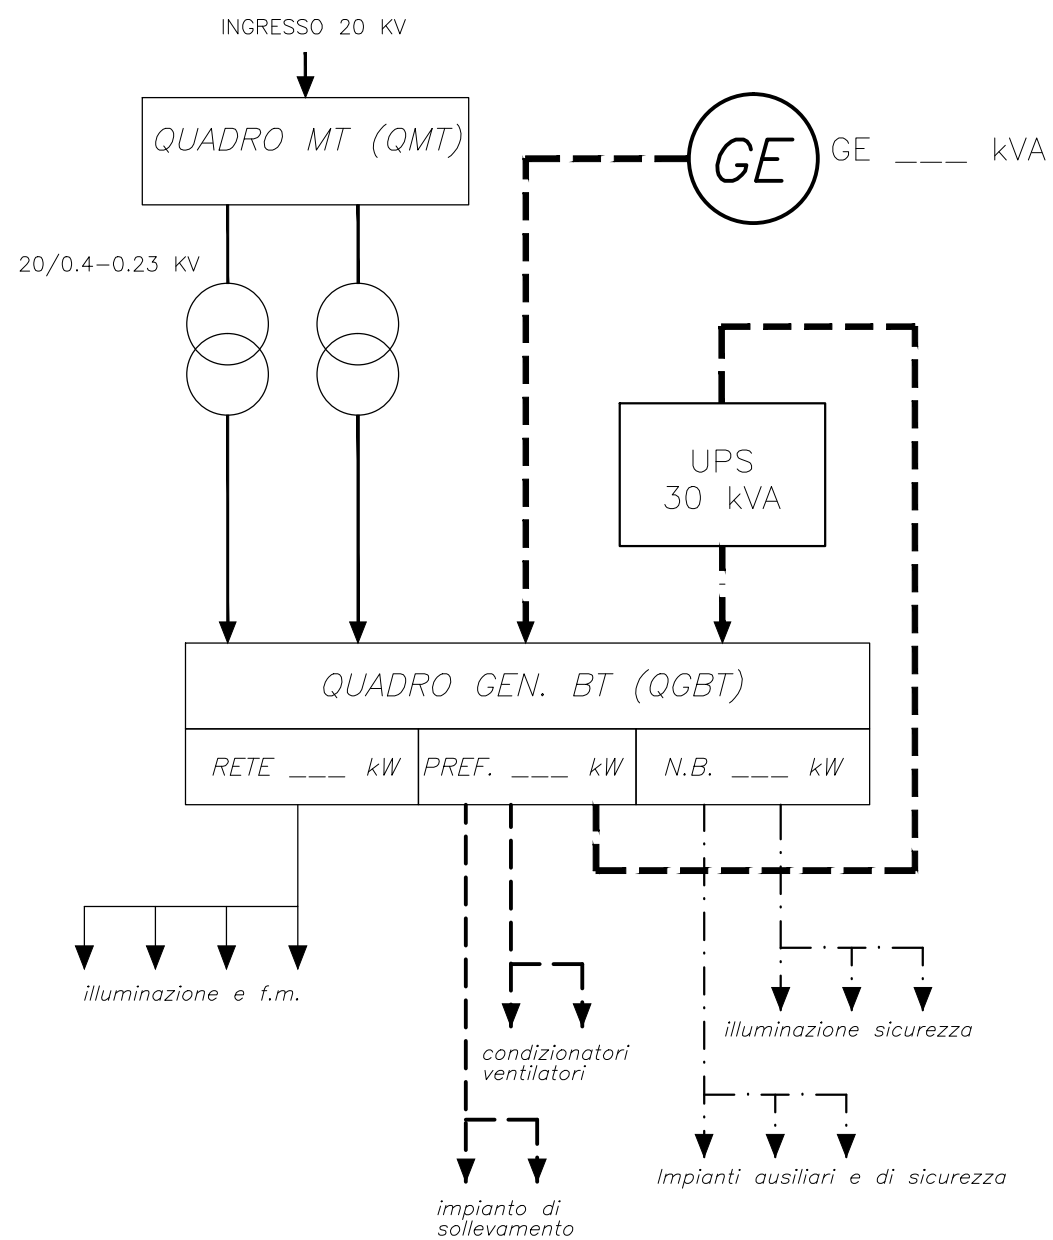 INGRESSO 20 KV
QUADRO MT (QMT)
GE
GE ___ kVA
20/0.4-0.23 KV
UPS
30 kVA
QUADRO GEN. BT (QGBT)
RETE ___ kW
PREF. ___ kW
N.B. ___ kW
illuminazione e f.m.
condizionatori
ventilatori
illuminazione sicurezza
Impianti ausiliari e di sicurezza
impianto di
sollevamento